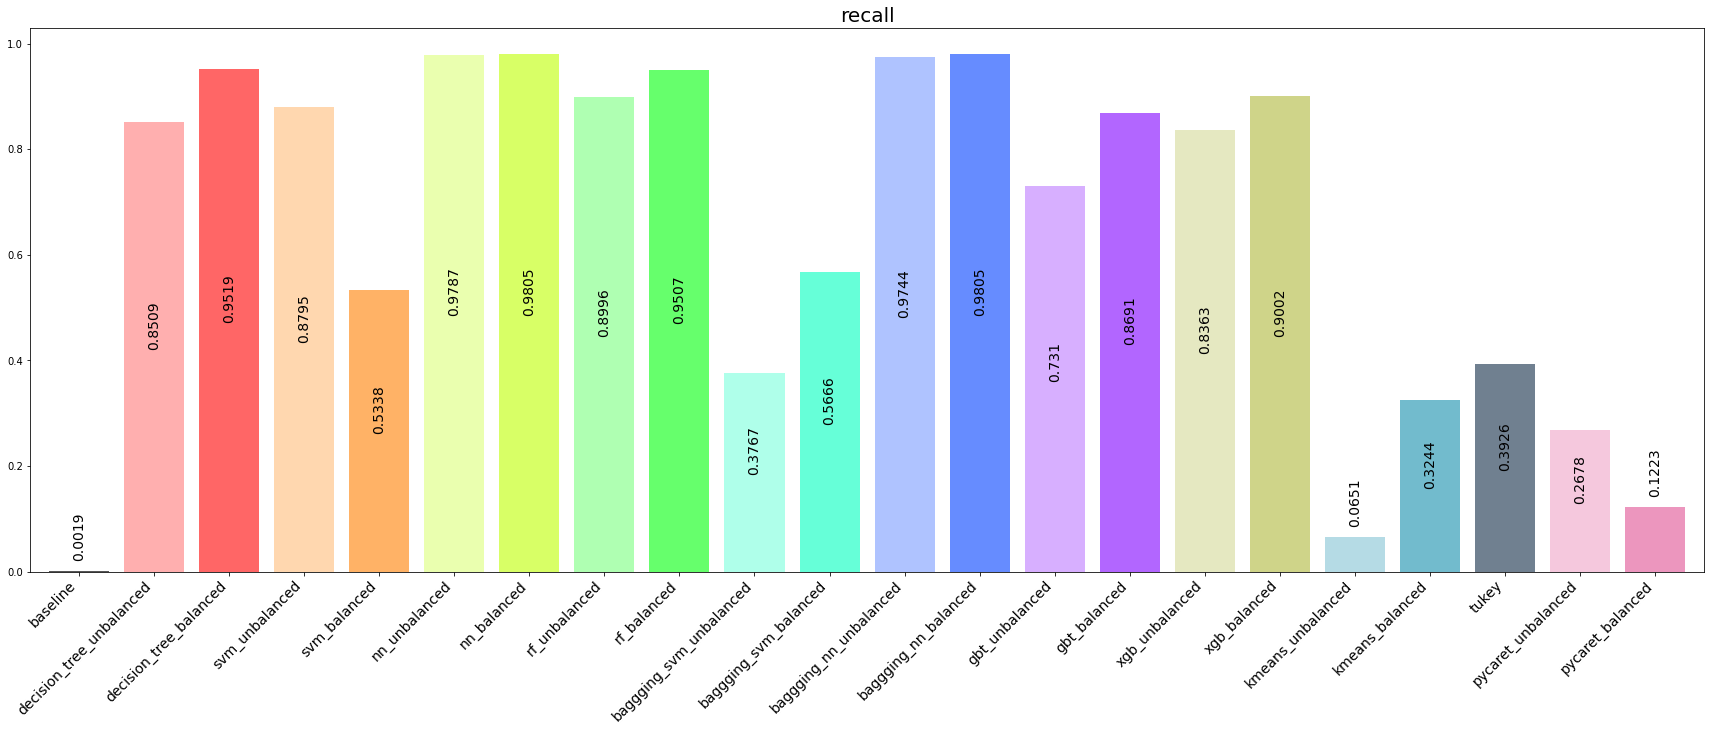 recall
1.0
0.8
0.6
0.4
0.2
0.0
0.0019
0.8509
0.9519
0.8795
0.5338
0.9787
0.9805
0.8996
0.9507
0.3767
0.5666
0.9744
0.9805
0.731
0.8691
0.8363
0.9002
0.0651
0.3244
0.3926
0.2678
0.1223
baseline
decision_tree_unbalanced
decision_tree_balanced
svm_unbalanced
svm_balanced
nn_unbalanced
nn_balanced
rf_unbalanced
rf_balanced
baggging_svm_unbalanced
baggging_svm_balanced
baggging_nn_unbalanced
baggging_nn_balanced
gbt_unbalanced
gbt_balanced
xgb_unbalanced
xgb_balanced
kmeans_unbalanced
kmeans_balanced
tukey
pycaret_unbalanced
pycaret_balanced